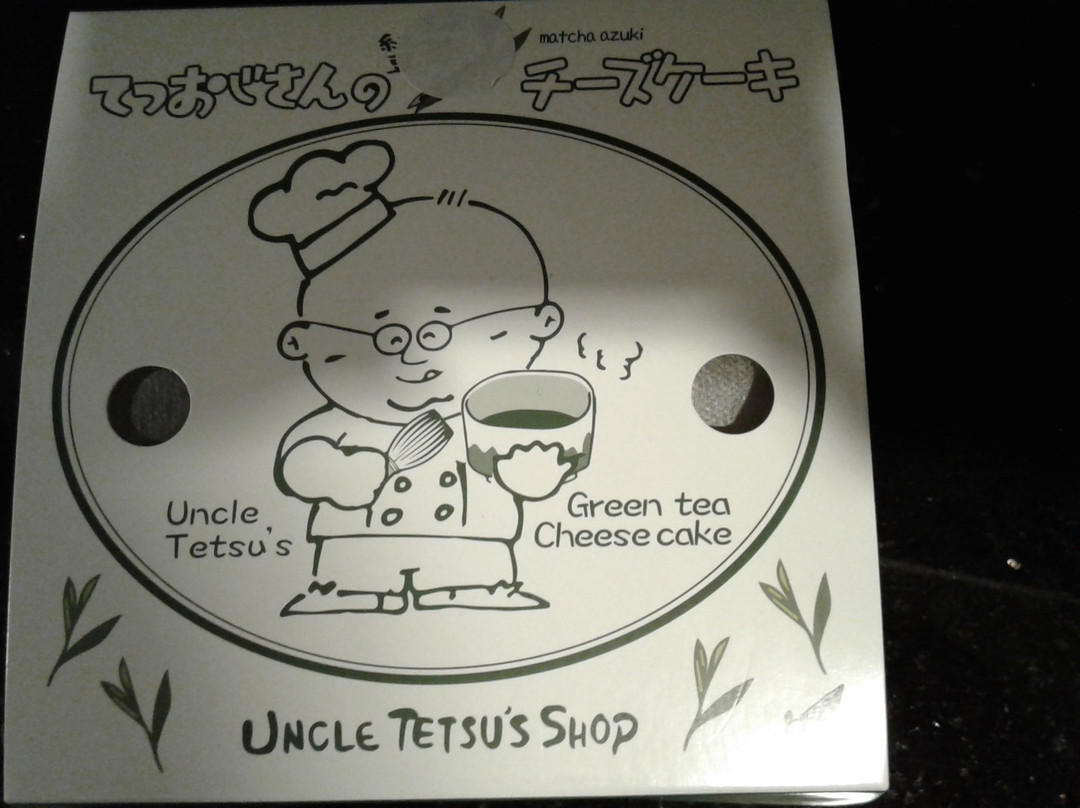 matcha azuki
てつおじさんの チーズケーキ
Uncle
Tetsu's
Green tea
Cheese cake
UNCLE TETSU'S SHOP